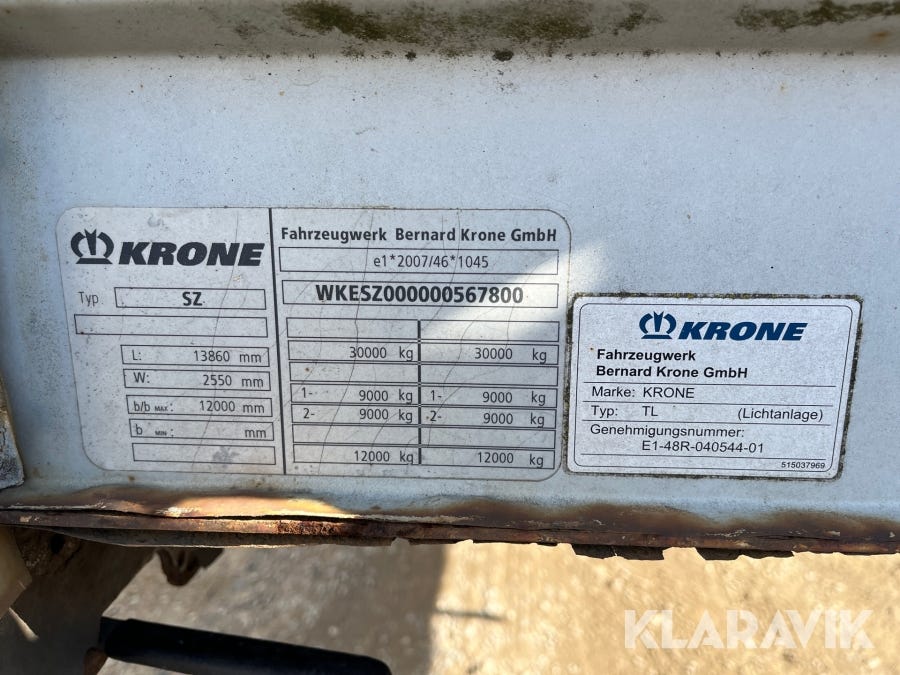 KRONE
Typ SZ
L: 13860 mm
W: 2550 mm
b/b MAX: 12000 mm
b MIN: mm
Fahrzeugwerk Bernard Krone GmbH
e1*2007/46*1045
WKESZ000000567800
30000 kg 30000 kg
1- 9000 kg 1- 9000 kg
2- 9000 kg 2- 9000 kg
12000 kg 12000 kg
KRONE
Fahrzeugwerk
Bernard Krone GmbH
Marke: KRONE
Typ: TL (Lichtanlage)
Genehmigungsnummer:
E1-48R-040544-01
515037969
KLARAVIK